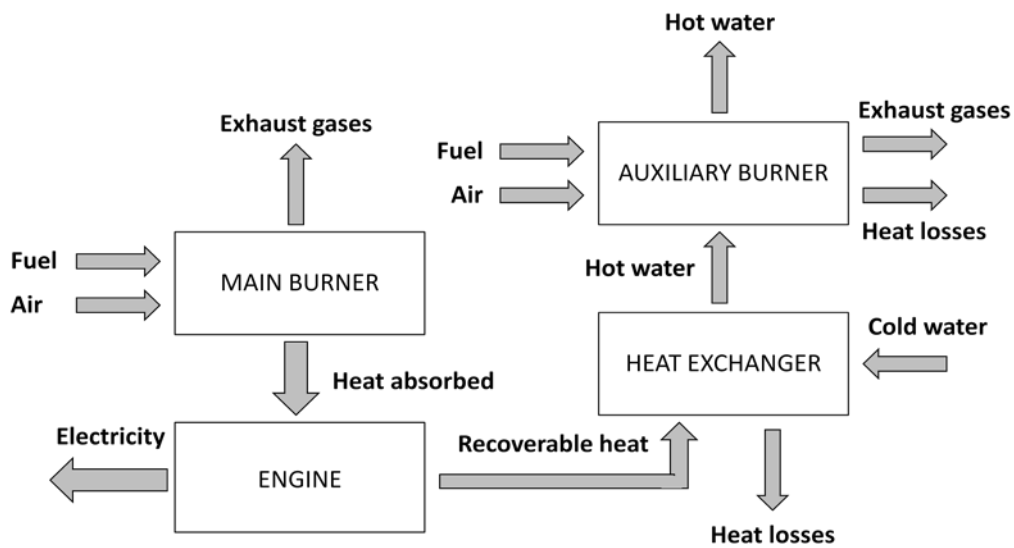 Hot water
Exhaust gases
Fuel
AUXILIARY BURNER
Air
Heat losses
Exhaust gases
Fuel
MAIN BURNER
Air
Hot water
Cold water
HEAT EXCHANGER
Heat absorbed
Electricity
Recoverable heat
ENGINE
Heat losses